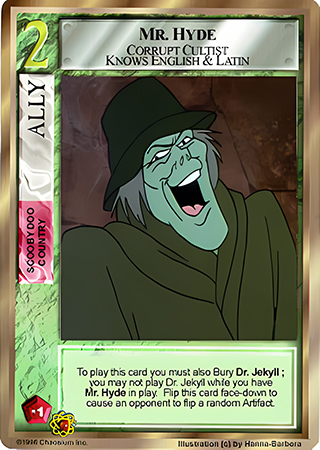 2
MR. HYDE
CORRUPT CULTIST
KNOWS ENGLISH & LATIN
ALLY
SCOOBYDOO
COUNTRY
To play this card you must also Bury Dr. Jekyll ;
you may not play Dr. Jekyll while you have
Mr. Hyde in play. Flip this card face-down to
cause an opponent to flip a random Artifact.
+1
©1996 Chaosium Inc.
Illustration (c) by Hanna-Barbera